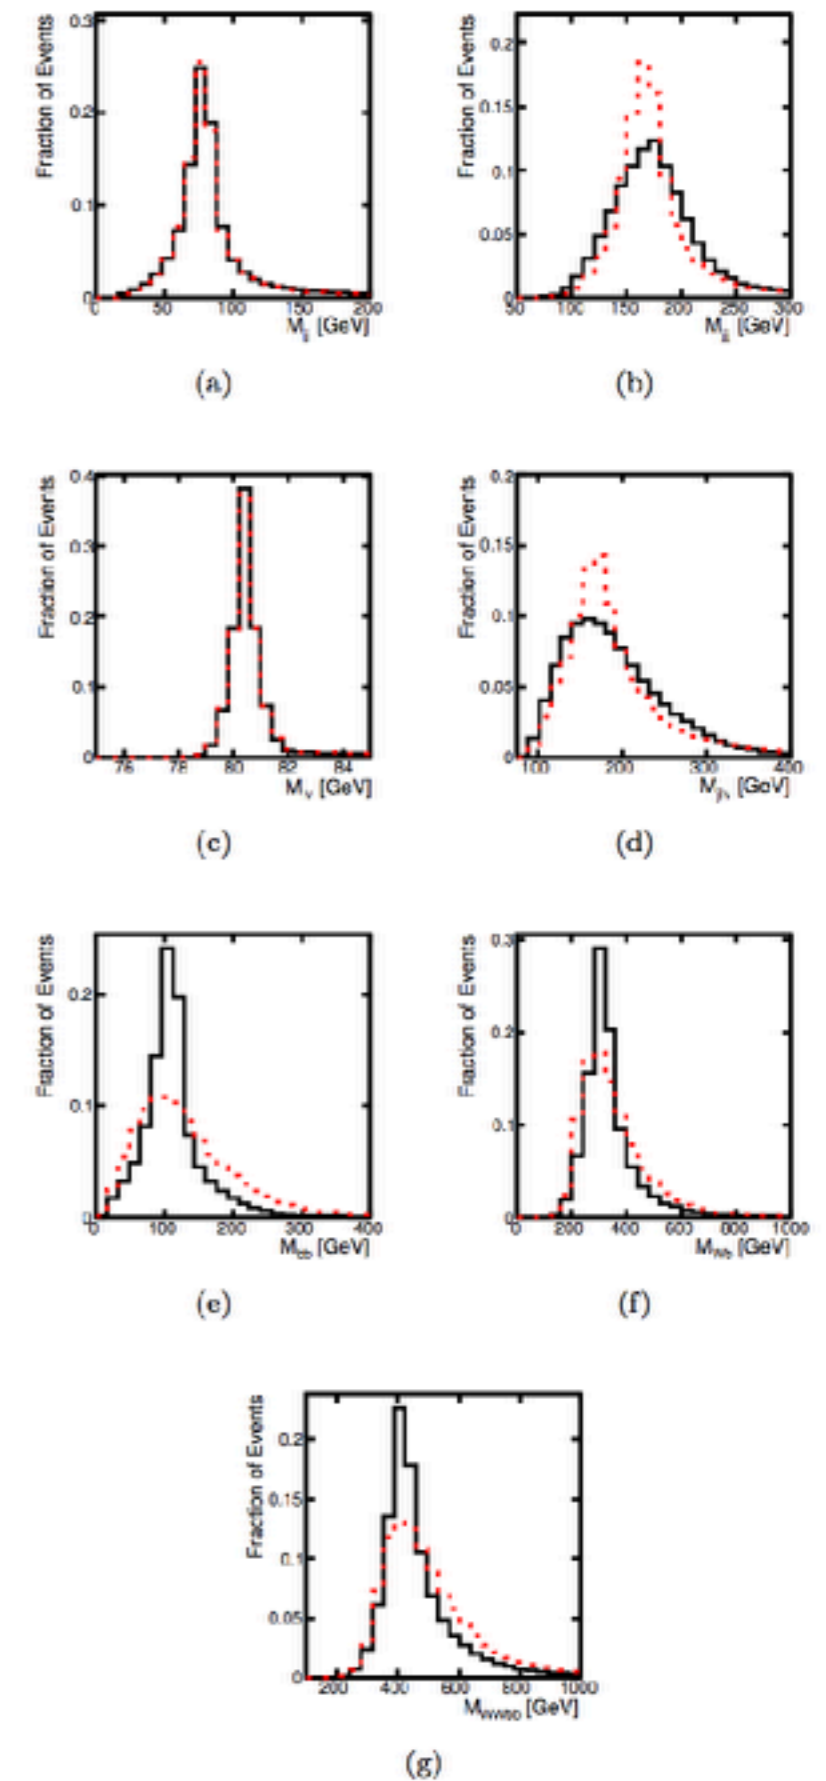 Fraction of Events
0.3
0.2
0.1
0
0 50 100 150 200
M [GeV]
(a)
Fraction of Events
0.2
0.15
0.1
0.05
0
50 100 150 200 250 300
M [GeV]
(b)
Fraction of Events
0.4
0.3
0.2
0.1
0
76 78 80 82 84
M [GeV]
(c)
Fraction of Events
0.2
0.15
0.1
0.05
0
100 200 300 400
M [GeV]
(d)
Fraction of Events
0.2
0.1
0
0 100 200 300 400
Mbb [GeV]
(e)
Fraction of Events
0.3
0.2
0.1
0
0 200 400 600 800 1000
MWb [GeV]
(f)
Fraction of Events
0.2
0.15
0.1
0.05
0
200 400 600 800 1000
MWWbb [GeV]
(g)